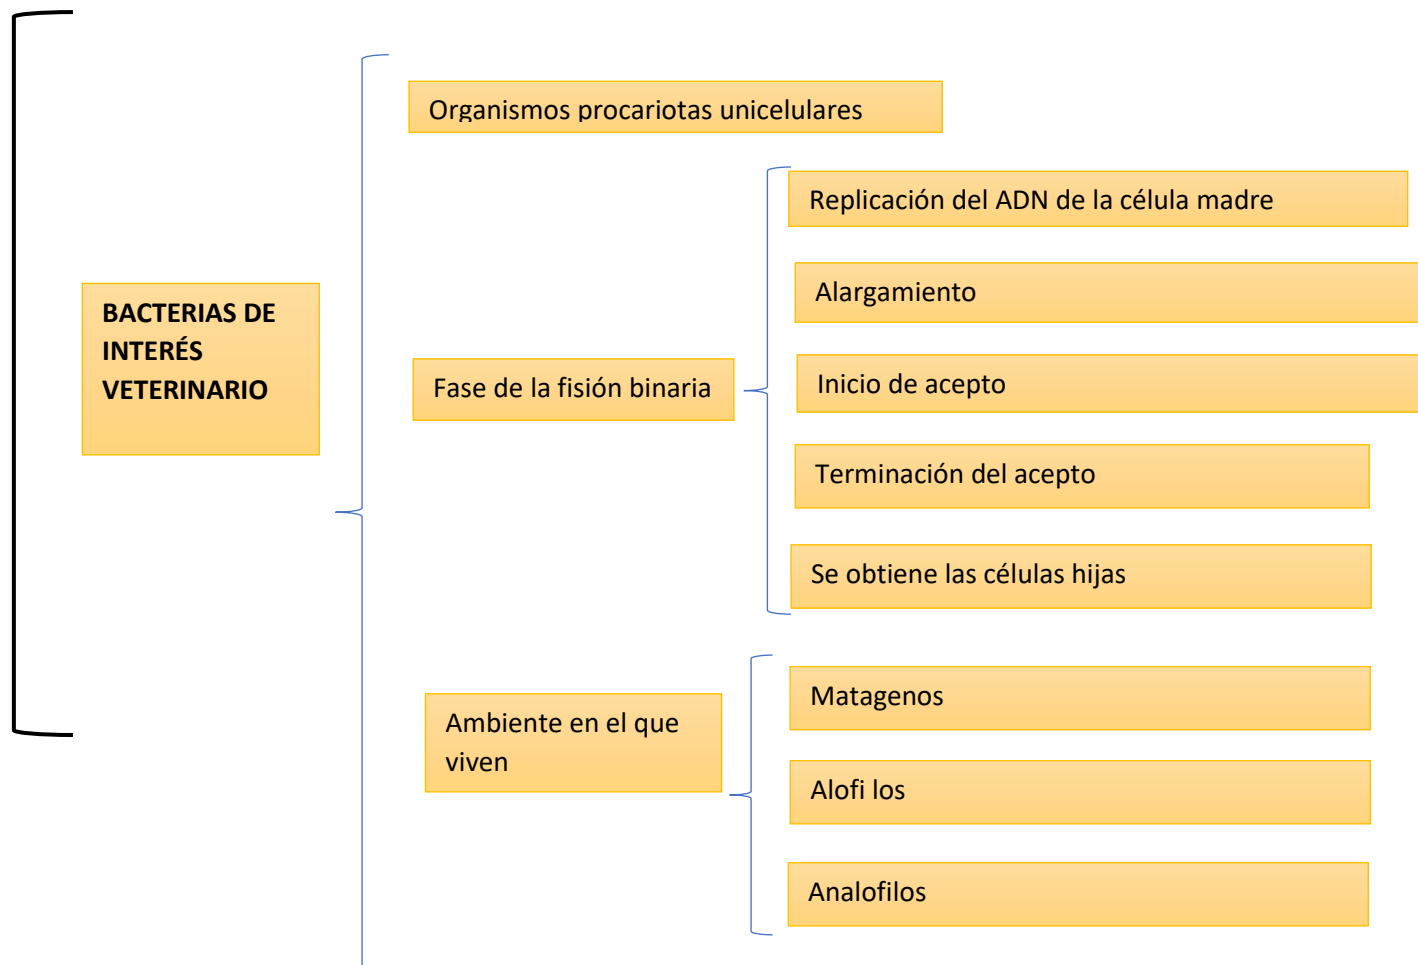 Organismos procariotas unicelulares
Replicación del ADN de la célula madre
Alargamiento
BACTERIAS DE
INTERÉS
VETERINARIO
Fase de la fisión binaria
Inicio de acepto
Terminación del acepto
Se obtiene las células hijas
Ambiente en el que
viven
Matagenos
Alofi los
Analofilos